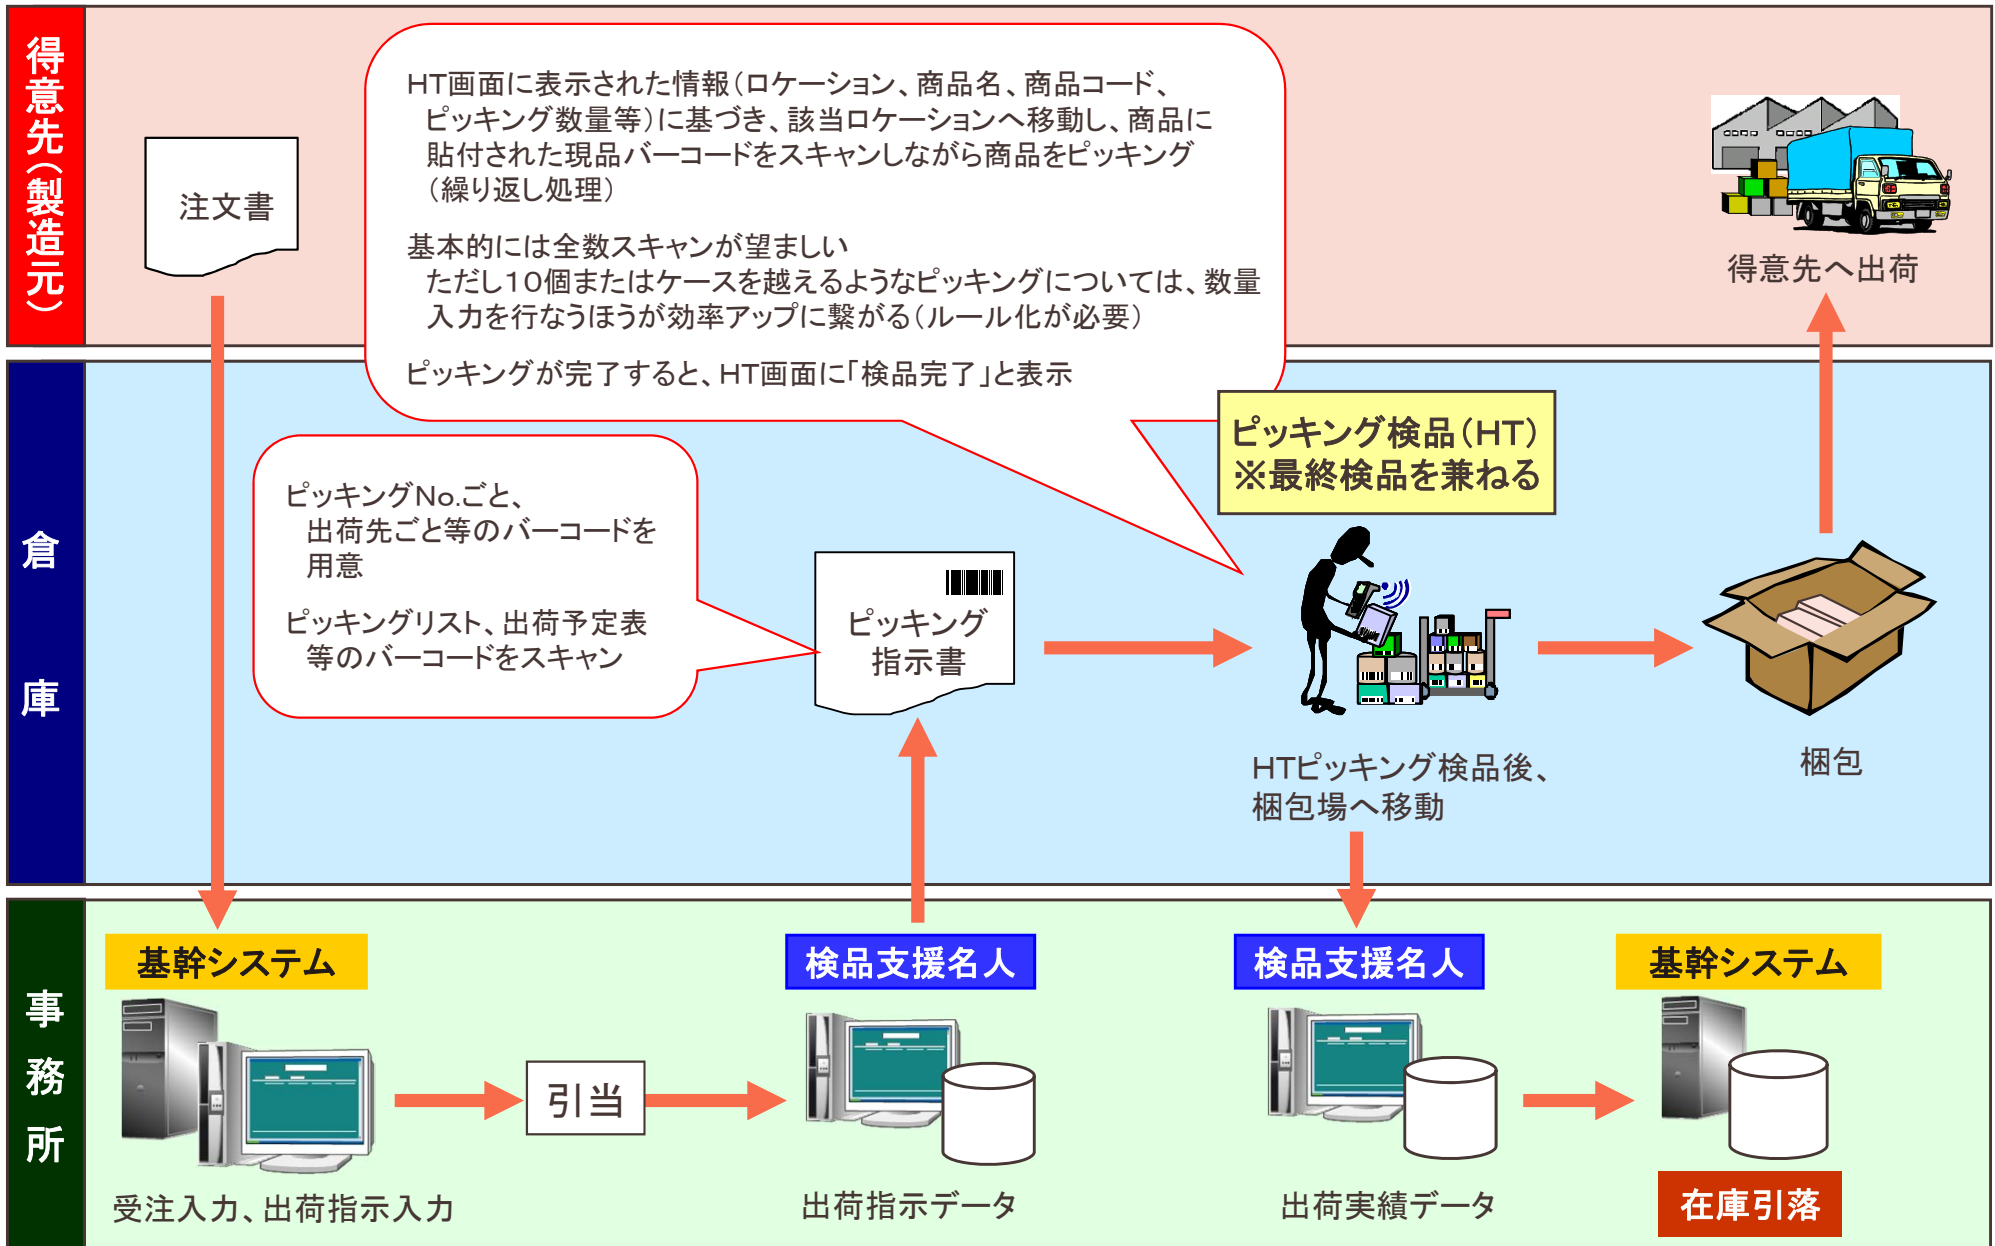 得意先（製造元）
注文書
HT画面に表示された情報（ロケーション、商品名、商品コード、
ピッキング数量等）に基づき、該当ロケーションへ移動し、商品に
貼付された現品バーコードをスキャンしながら商品をピッキング
（繰り返し処理）
基本的には全数スキャンが望ましい
ただし１０個またはケースを越えるようなピッキングについては、数量
入力を行なうほうが効率アップに繋がる（ルール化が必要）
ピッキングが完了すると、HT画面に「検品完了」と表示
得意先へ出荷
倉庫
ピッキングNo.ごと、
出荷先ごと等のバーコードを
用意
ピッキングリスト、出荷予定表
等のバーコードをスキャン
ピッキング
指示書
ピッキング検品（HT）
※最終検品を兼ねる
HTピッキング検品後、
梱包場へ移動
梱包
事務所
基幹システム
受注入力、出荷指示入力
引当
検品支援名人
出荷指示データ
検品支援名人
出荷実績データ
基幹システム
在庫引落